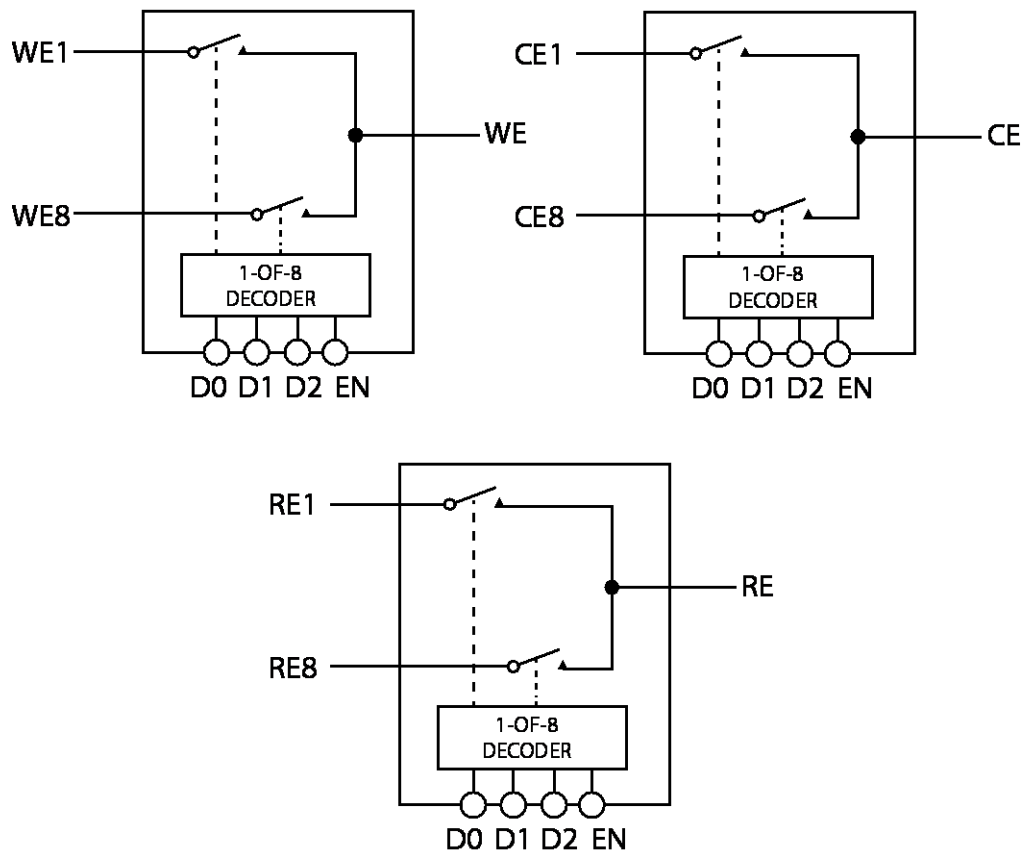 WE1
WE
WE8
1-OF-8
DECODER
D0 D1 D2 EN
CE1
CE
CE8
1-OF-8
DECODER
D0 D1 D2 EN
RE1
RE
RE8
1-OF-8
DECODER
D0 D1 D2 EN